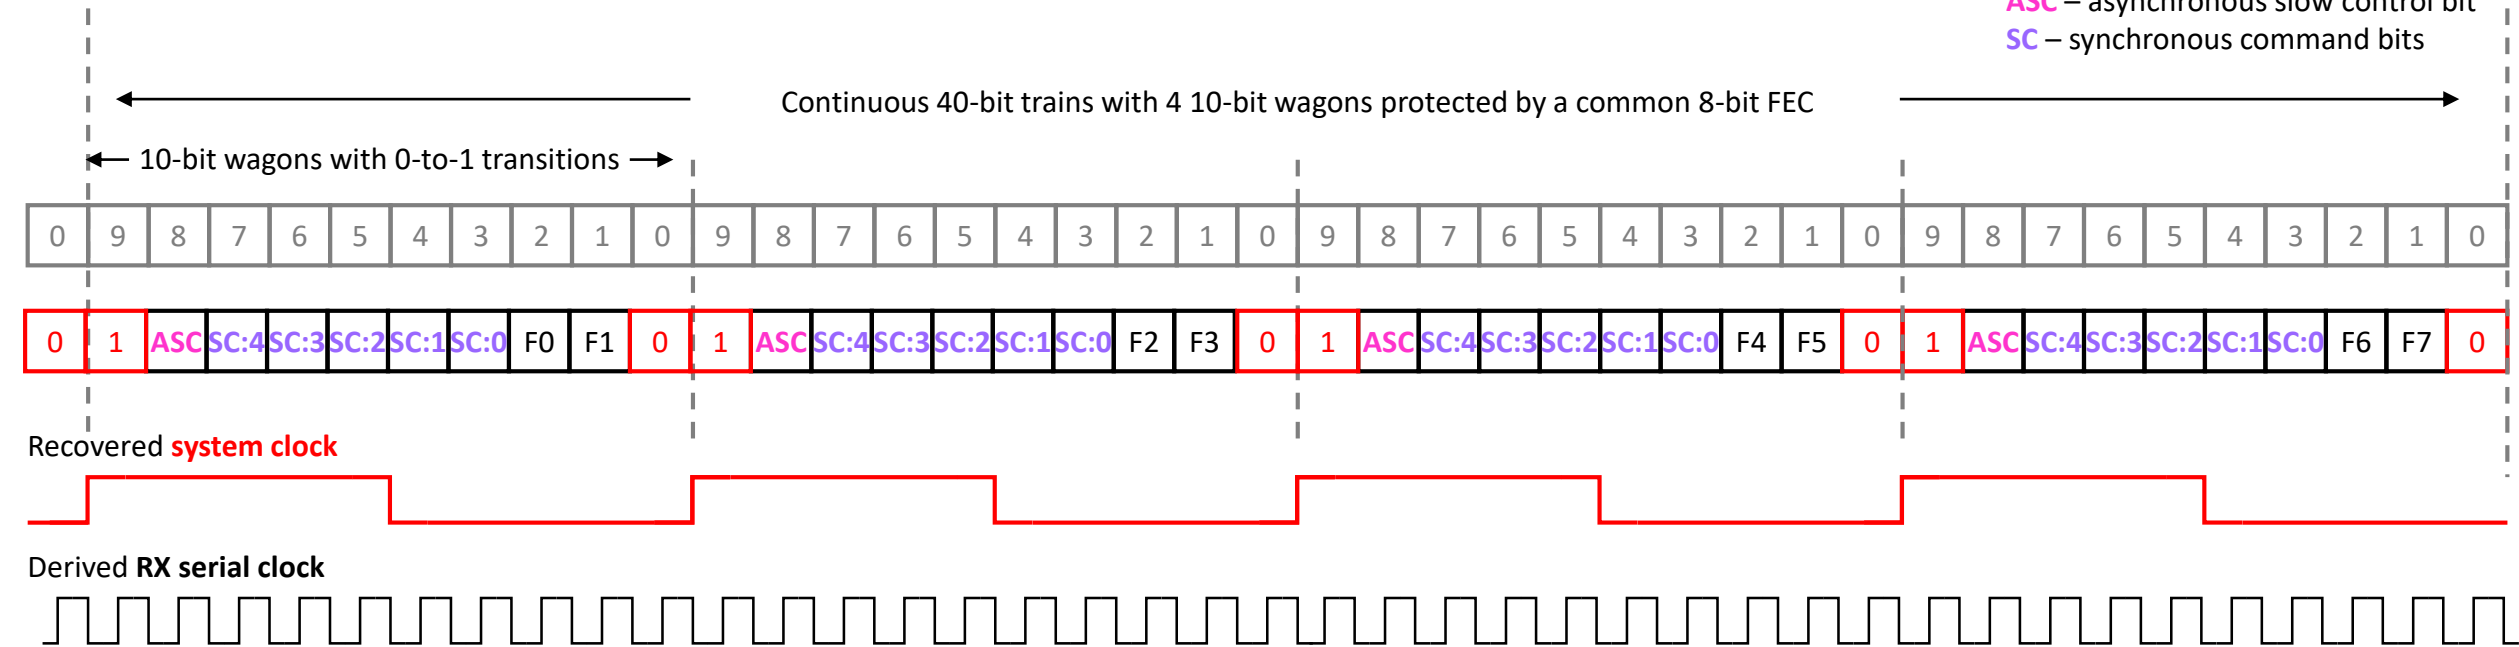 ASC – asynchronous slow control bit
SC – synchronous command bits
Continuous 40-bit trains with 4 10-bit wagons protected by a common 8-bit FEC
10-bit wagons with 0-to-1 transitions
0 9 8 7 6 5 4 3 2 1 0 9 8 7 6 5 4 3 2 1 0 9 8 7 6 5 4 3 2 1 0 9 8 7 6 5 4 3 2 1 0
0 1 ASC SC:4 SC:3 SC:2 SC:1 SC:0 F0 F1 0 1 ASC SC:4 SC:3 SC:2 SC:1 SC:0 F2 F3 0 1 ASC SC:4 SC:3 SC:2 SC:1 SC:0 F4 F5 0 1 ASC SC:4 SC:3 SC:2 SC:1 SC:0 F6 F7 0
Recovered system clock
Derived RX serial clock